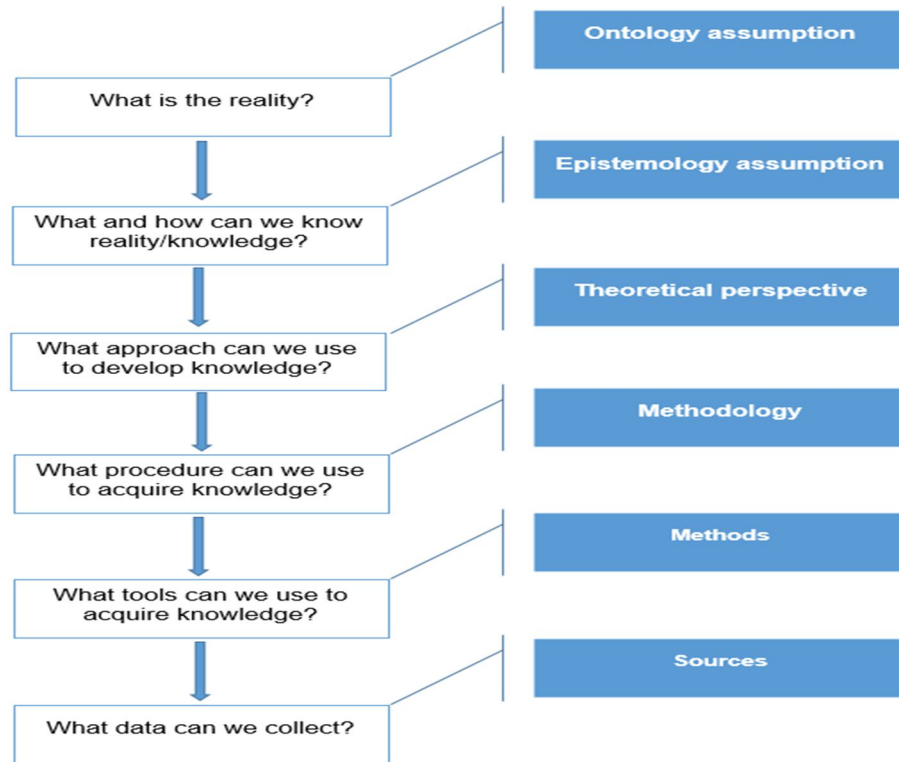 Ontology assumption
What is the reality?
Epistemology assumption
What and how can we know
reality/knowledge?
Theoretical perspective
What approach can we use
to develop knowledge?
Methodology
What procedure can we use
to acquire knowledge?
Methods
What tools can we use to
acquire knowledge?
Sources
What data can we collect?